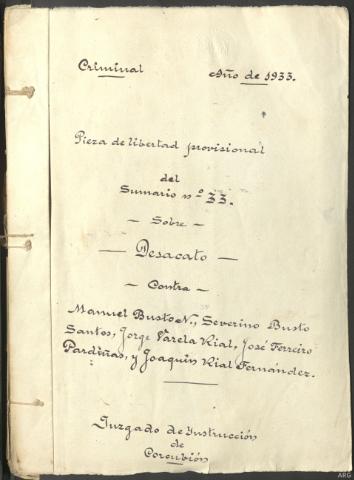 Criminal Año de 1933.
Pieza de libertad provisional
del
Sumario nº 33.
- Sobre -
- Desacato -
- Contra -
Manuel Busto N., Severino Busto
Santos, Jorge Varela Rial, José Ferreiro
Pardiñas, y Joaquin Rial Fernández.
Juzgado de Instrucción
de
Corcubión
ARG